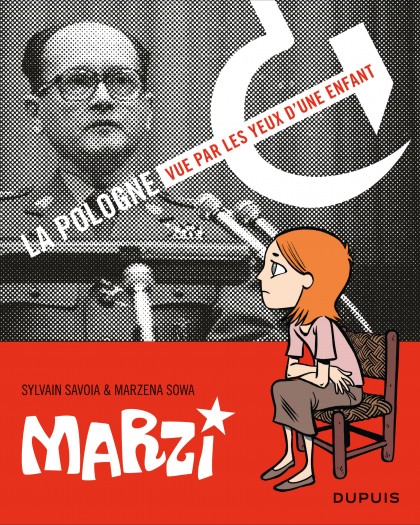 LA POLOGNE VUE PAR LES YEUX D'UNE ENFANT
SYLVAIN SAVOIA & MARZENA SOWA
MARZi
DUPUIS